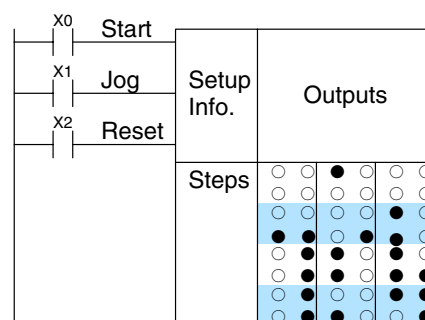 X0
Start
X1
Jog
X2
Reset
Setup
Info.
Outputs
Steps